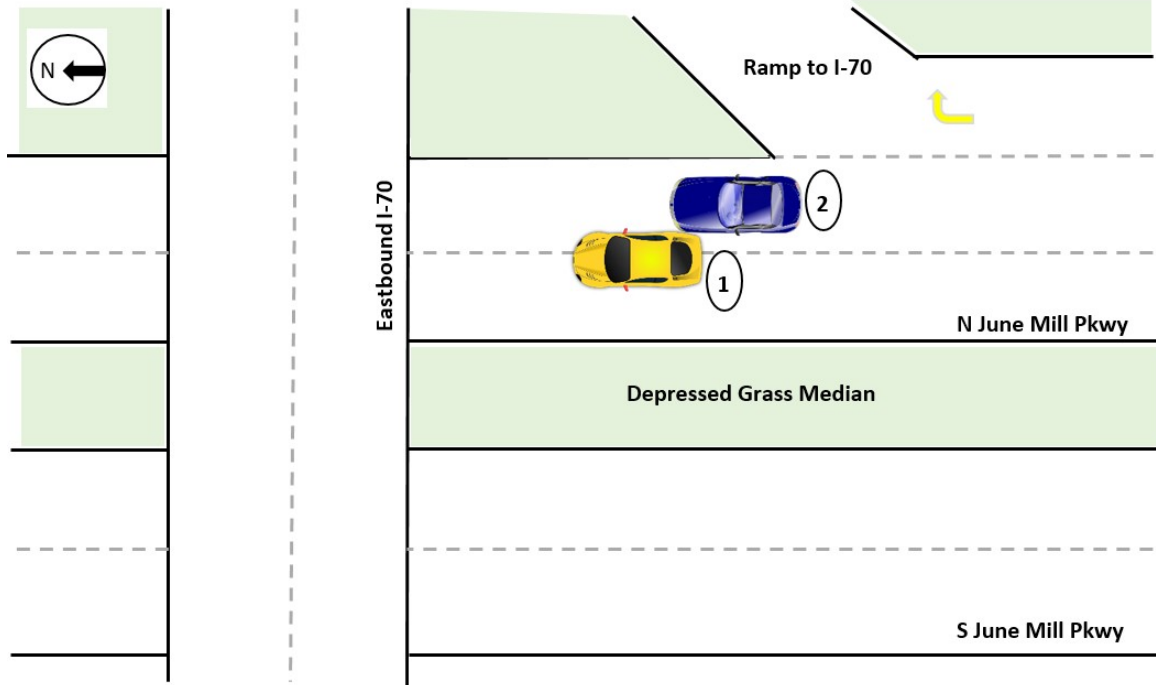 N
Ramp to I-70
Eastbound I-70
2
1
N June Mill Pkwy
Depressed Grass Median
S June Mill Pkwy